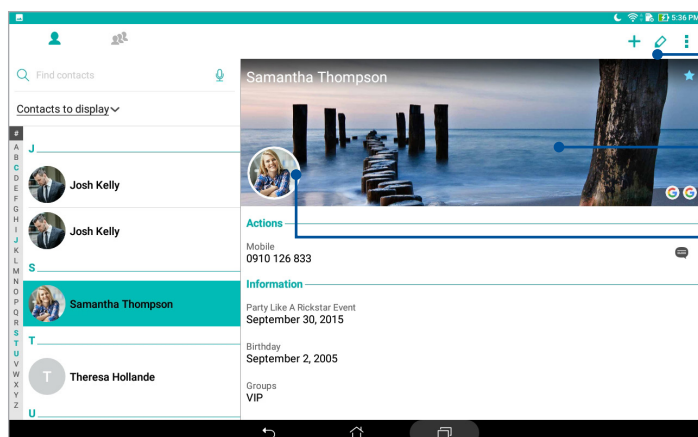 5:36 PM
Find contacts
Contacts to display
#
A
B
C
D
E
F
G
H
I
J
K
L
M
N
O
P
Q
R
S
T
U
V
W
X
Y
Z
J
Josh Kelly
Josh Kelly
S
Samantha Thompson
T
T
Theresa Hollande
U
Samantha Thompson
G G
Actions
Mobile
0910 126 833
Information
Party Like A Rickstar Event
September 30, 2015
Birthday
September 2, 2005
Groups
VIP